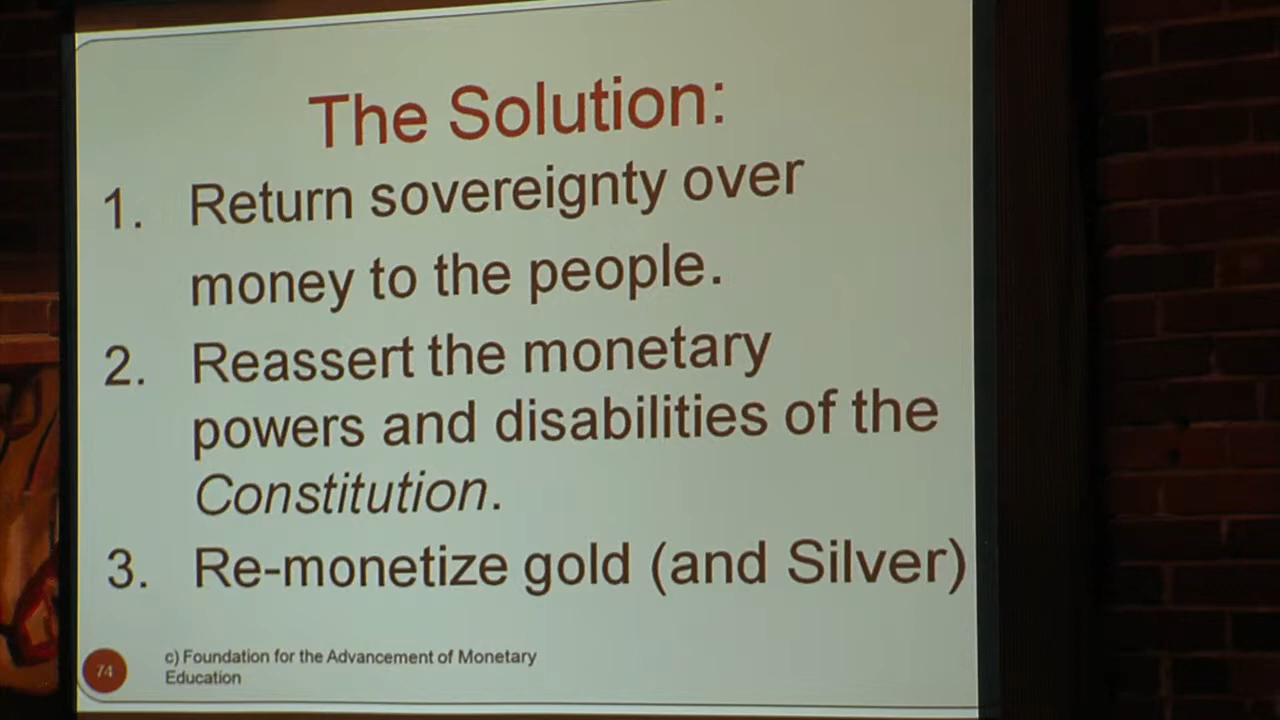 The Solution:
1. Return sovereignty over
money to the people.
2. Reassert the monetary
powers and disabilities of the
Constitution.
3. Re-monetize gold (and Silver)
74 c) Foundation for the Advancement of Monetary
Education